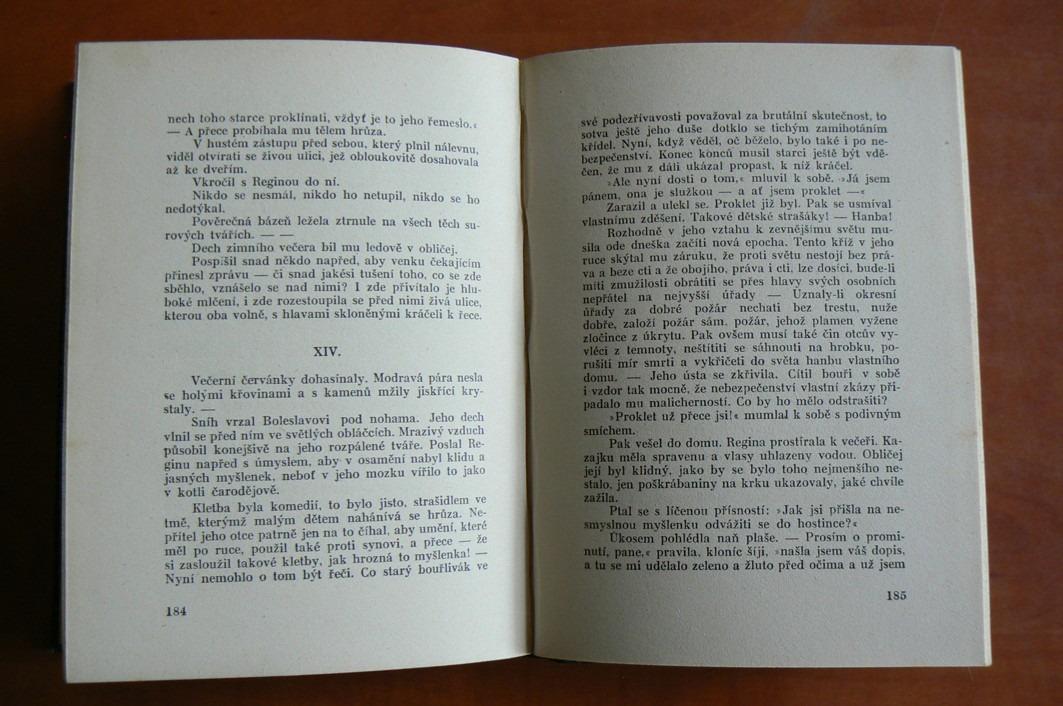 nech toho starce proklínati, vždyť je to jeho řemeslo.«
— A přece probíhala mu tělem hrůza.
V hustém zástupu před sebou, který plnil nálevnu,
viděl otvírati se živou ulici, jež obloukovitě dosahovala
až ke dveřím.
Vkročil s Reginou do ní.
Nikdo se nesmál, nikdo ho netupil, nikdo se ho
nedotýkal.
Pověrečná bázeň ležela ztrnule na všech těch su-
rových tvářích. — —
Dech zimního večera bil mu ledově v obličej.
Pospíšil snad někdo napřed, aby venku čekajícím
přinesl zprávu — či snad jakési tušení toho, co se zde
sběhlo, vznášelo se nad nimi? I zde přivítalo je hlu-
boké mlčení, i zde rozestoupila se před nimi živá ulice,
kterou oba volně, s hlavami skloněnými kráčeli k řece.
XIV.
Večerní červánky dohasínaly. Modravá pára nesla
se holými křovinami a s kamenů mžily jiskřící kry-
staly. —
Sníh vrzal Boleslavovi pod nohama. Jeho dech
vlnil se před ním ve světlých obláčcích. Mrazivý vzduch
působil konejšivě na jeho rozpálené tváře. Poslal Re-
ginu napřed s úmyslem, aby v osamění nabyl klidu a
jasných myšlenek, neboť v jeho mozku vířilo to jako
v kotli čarodějově.
Kletba byla komedií, to bylo jisto, strašidlem ve
tmě, kterýmž malým dětem nahánívá se hrůza. Ne-
přítel jeho otce patrně jen na to číhal, aby umění, které
měl po ruce, použil také proti synovi, a přece — že
si zasloužil takové kletby, jak hrozná to myšlenka! —
Nyní nemohlo o tom být řeči. Co starý bouřlivák ve
184
své podezřívavosti považoval za brutální skutečnost, to
sotva ještě jeho duše dotklo se tichým zamihotáním
křídel. Nyní, když věděl, oč běželo, bylo také i po ne-
bezpečenství. Konec konců musil starci ještě být vdě-
čen, že mu z dáli ukázal propast, k níž kráčel.
»Ale nyní dosti o tom,« mluvil k sobě. »Já jsem
pánem, ona je služkou — a ať jsem proklet —«
Zarazil a ulekl se. Proklet již byl. Pak se usmíval
vlastnímu zděšení. Takové dětské strašáky! — Hanba!
Rozhodně v jeho vztahu k zevnějšímu světu mu-
sila ode dneška začíti nová epocha. Tento kříž v jeho
ruce skýtal mu záruku, že proti světu nestojí bez prá-
va a beze cti a že obojího, práva i cti, lze dosíci, bude-li
míti zmužilosti obrátiti se přes hlavy svých osobních
nepřátel na nejvyšší úřady — Uznaly-li okresní
úřady za dobré požár nechati bez trestu, nuže
dobře, založí požár sám, požár, jehož plamen vyžene
zločince z úkrytu. Pak ovšem musí také čin otcův vy-
vléci z temnoty, neštítiti se sáhnouti na hrobku, po-
rušiti mír smrti a vykřičeti do světa hanbu vlastního
domu. — Jeho ústa se zkřivila. Cítil bouři v sobě
i vzdor tak mocně, že nebezpečenství vlastní zkázy při-
padalo mu malicherností. Co by ho mělo odstrašiti?
»Proklet už přece jsi!« mumlal k sobě s podivným
smíchem.
Pak vešel do domu. Regina prostírala k večeři. Ka-
zajku měla spravenu a vlasy uhlazeny vodou. Obličej
její byl klidný, jako by se bylo toho nejmenšího ne-
stalo, jen poškrábaniny na krku ukazovaly, jaké chvíle
zažila.
Ptal se s líčenou přísností: »Jak jsi přišla na ne-
smyslnou myšlenku odvážiti se do hostince?«
Úkosem pohlédla naň plaše. — Prosím o promi-
nutí, pane,« pravila, kloníc šíji, »našla jsem váš dopis,
a tu se mi udělalo zeleno a žluto před očima a už jsem
185